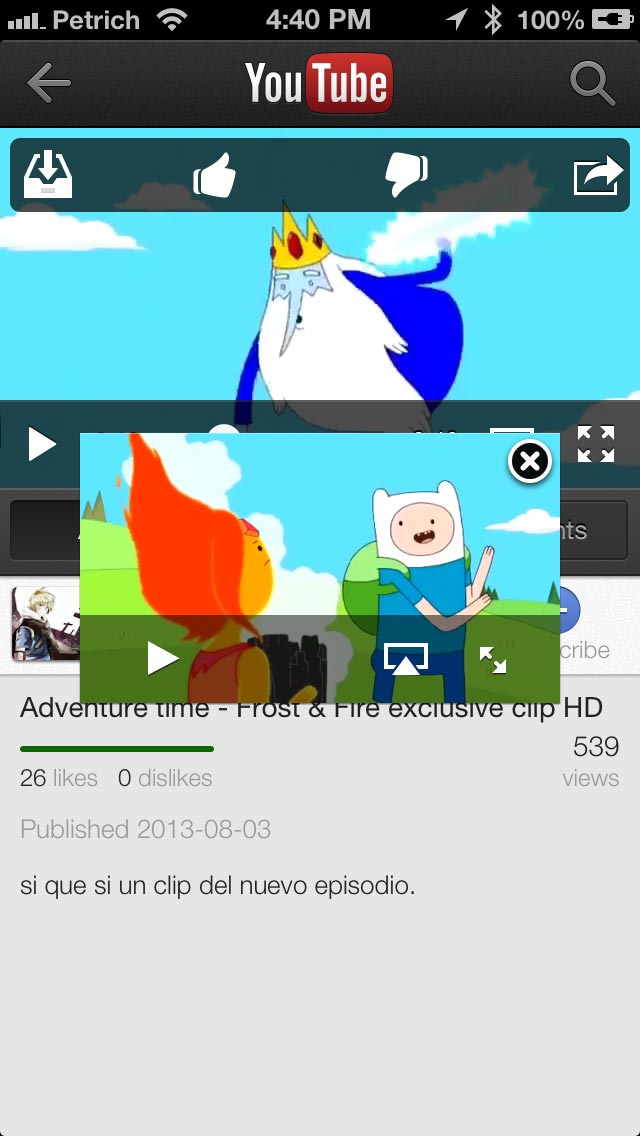 Petrich 4:40 PM 100%
YouTube
nts
cribe
Adventure time - Frost & Fire exclusive clip HD
539
26 likes 0 dislikes views
Published 2013-08-03
si que si un clip del nuevo episodio.